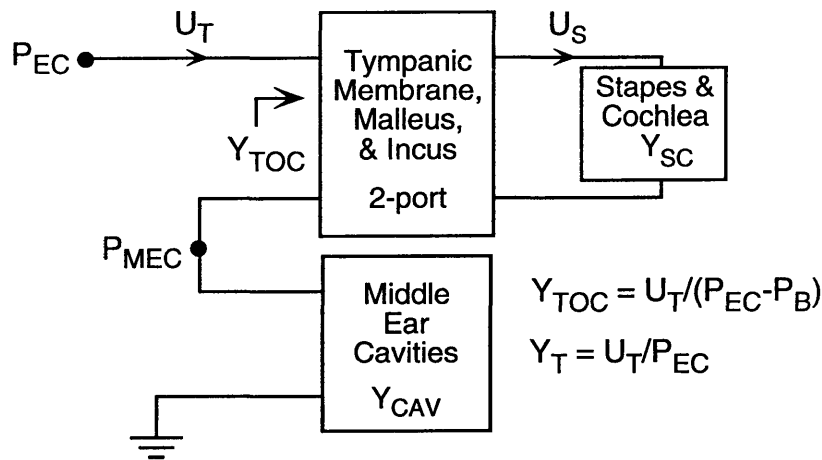 U_T
U_S
P_EC
Tympanic
Membrane,
Malleus,
& Incus
2-port
Stapes &
Cochlea
Y_SC
Y_TOC
P_MEC
Middle
Ear
Cavities
Y_CAV
Y_TOC = U_T/(P_EC-P_B)
Y_T = U_T/P_EC